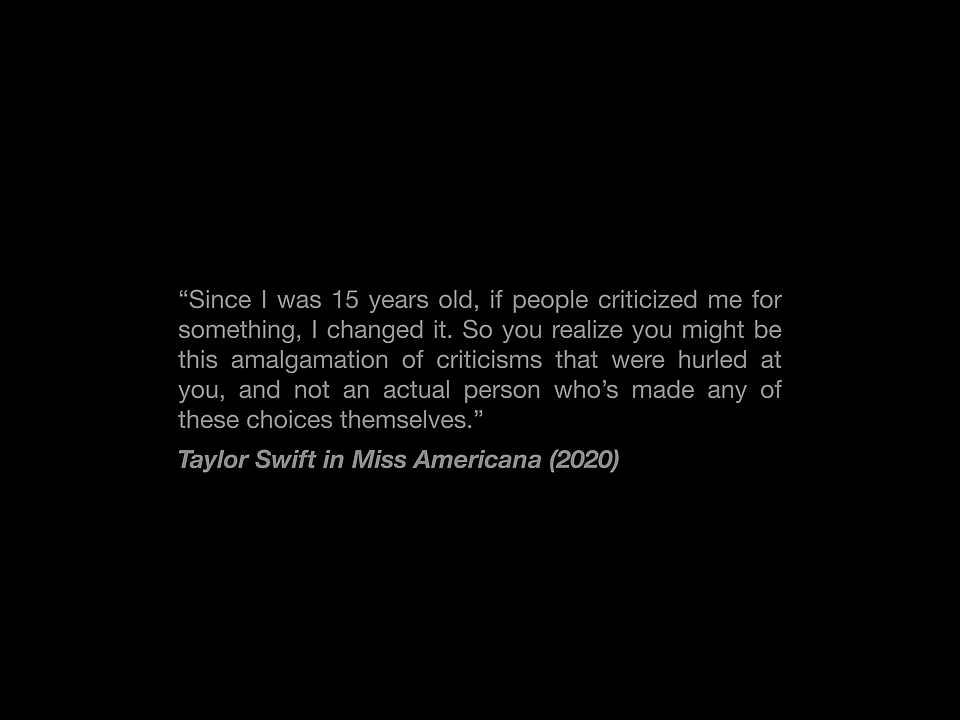 “Since I was 15 years old, if people criticized me for
something, I changed it. So you realize you might be
this amalgamation of criticisms that were hurled at
you, and not an actual person who’s made any of
these choices themselves.”
Taylor Swift in Miss Americana (2020)